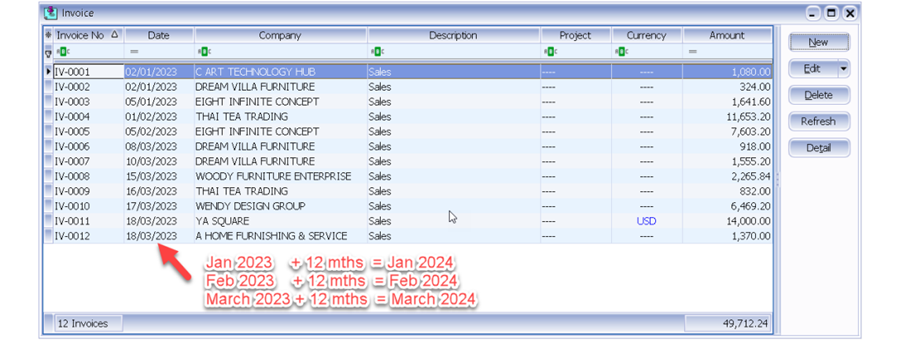 Invoice
Invoice No Date Company Description Project Currency Amount
New
= =
IV-0001 02/01/2023 C ART TECHNOLOGY HUB Sales ---- ---- 1,080.00
Edit
IV-0002 02/01/2023 DREAM VILLA FURNITURE Sales ---- ---- 324.00
IV-0003 05/01/2023 EIGHT INFINITE CONCEPT Sales ---- ---- 1,641.60
Delete
IV-0004 01/02/2023 THAI TEA TRADING Sales ---- ---- 11,653.20
IV-0005 05/02/2023 EIGHT INFINITE CONCEPT Sales ---- ---- 7,603.20
Refresh
IV-0006 08/03/2023 DREAM VILLA FURNITURE Sales ---- ---- 918.00
IV-0007 10/03/2023 DREAM VILLA FURNITURE Sales ---- ---- 1,555.20
Detail
IV-0008 15/03/2023 WOODY FURNITURE ENTERPRISE Sales ---- ---- 2,265.84
IV-0009 16/03/2023 THAI TEA TRADING Sales ---- ---- 832.00
IV-0010 17/03/2023 WENDY DESIGN GROUP Sales ---- ---- 6,469.20
IV-0011 18/03/2023 YA SQUARE Sales ---- USD 14,000.00
IV-0012 18/03/2023 A HOME FURNISHING & SERVICE Sales ---- ---- 1,370.00
Jan 2023 + 12 mths = Jan 2024
Feb 2023 + 12 mths = Feb 2024
March 2023 + 12 mths = March 2024
12 Invoices 49,712.24